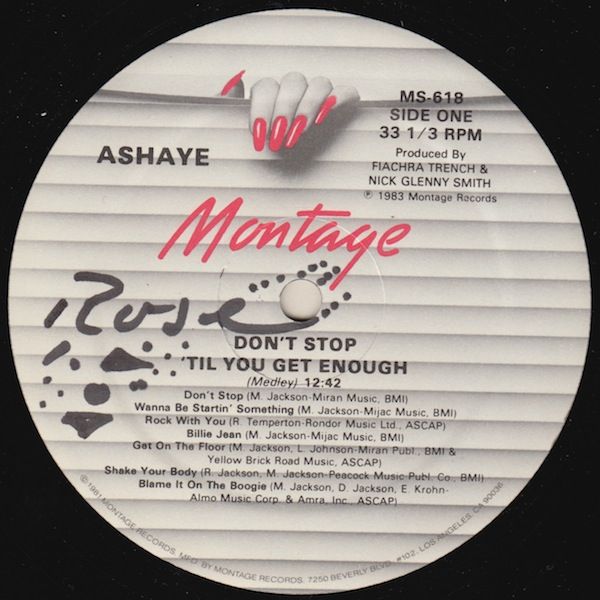 MS-618
SIDE ONE
33 1/3 RPM
ASHAYE
Produced By
FIACHRA TRENCH &
NICK GLENNY SMITH
℗ 1983 Montage Records
Montage
Rose
DON'T STOP
'TIL YOU GET ENOUGH
(Medley) 12:42
Don't Stop (M. Jackson-Miran Music, BMI)
Wanna Be Startin' Something (M. Jackson-Mijac Music, BMI)
Rock With You (R. Temperton-Rondor Music Ltd., ASCAP)
Billie Jean (M. Jackson-Mijac Music, BMI)
Get On The Floor (M. Jackson, L. Johnson-Miran Publ., BMI &
Yellow Brick Road Music, ASCAP)
Shake Your Body (R. Jackson, M. Jackson-Peacock Music Publ. Co., BMI)
Blame It On The Boogie (M. Jackson, D. Jackson, E. Krohn-
Almo Music Corp. & Amra, Inc., ASCAP)
©1981 MONTAGE RECORDS. MFD. BY MONTAGE RECORDS. 7250 BEVERLY BLVD. #102, LOS ANGELES, CA 90036